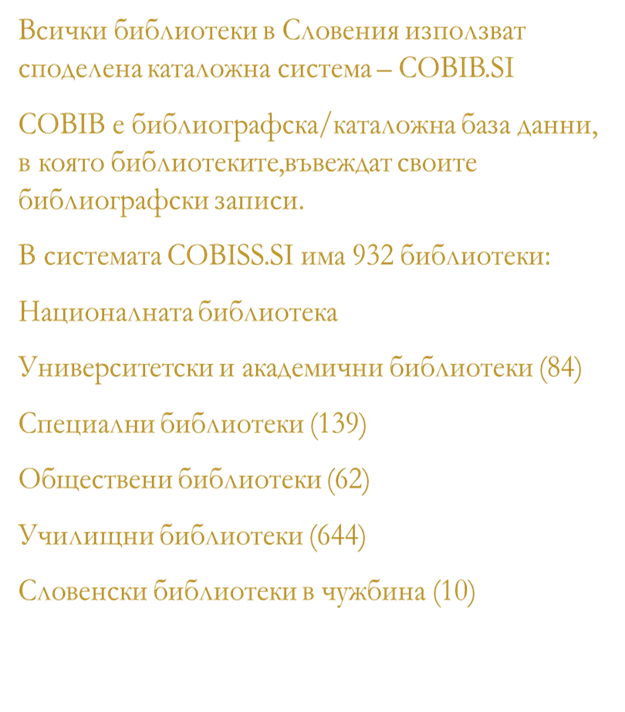 Всички библиотеки в Словения използват
споделена каталожна система – COBIB.SI
COBIB е библиографска/каталожна база данни,
в която библиотеките,въвеждат своите
библиографски записи.
В системата COBISS.SI има 932 библиотеки:
Националната библиотека
Университетски и академични библиотеки (84)
Специални библиотеки (139)
Обществени библиотеки (62)
Училищни библиотеки (644)
Словенски библиотеки в чужбина (10)